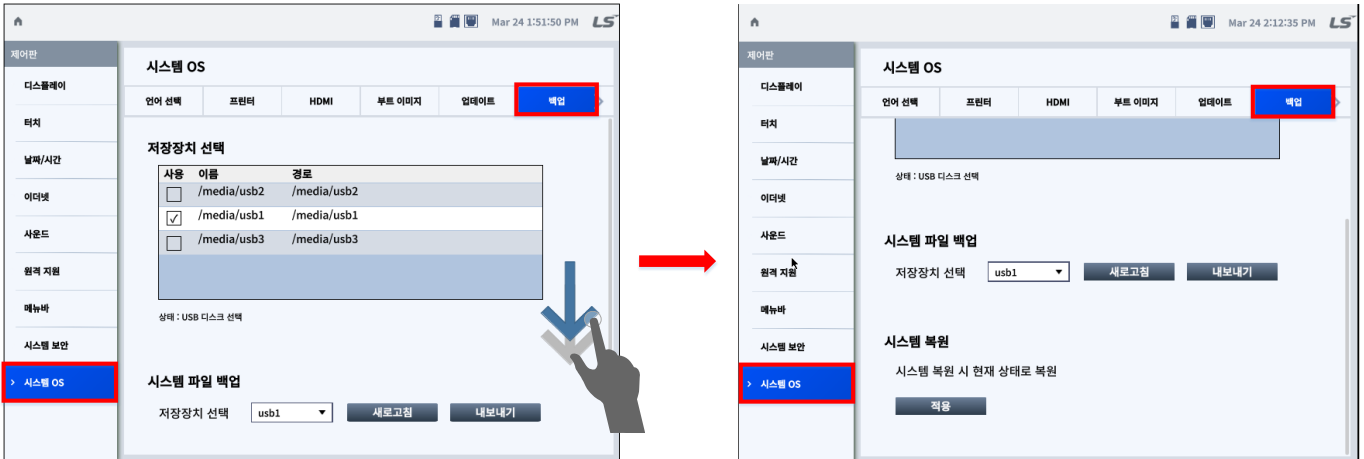 Mar 24 1:51:50 PM LS
제어판
디스플레이
터치
날짜/시간
이더넷
사운드
원격 지원
메뉴바
시스템 보안
> 시스템 OS
시스템 OS
언어 선택 프린터 HDMI 부트 이미지 업데이트 백업 >
저장장치 선택
사용 이름 경로
/media/usb2 /media/usb2
/media/usb1 /media/usb1
/media/usb3 /media/usb3
상태 : USB 디스크 선택
시스템 파일 백업
저장장치 선택 usb1 새로고침 내보내기
Mar 24 2:12:35 PM LS
제어판
디스플레이
터치
날짜/시간
이더넷
사운드
원격 지원
메뉴바
시스템 보안
> 시스템 OS
시스템 OS
언어 선택 프린터 HDMI 부트 이미지 업데이트 백업 >
상태 : USB 디스크 선택
시스템 파일 백업
저장장치 선택 usb1 새로고침 내보내기
시스템 복원
시스템 복원 시 현재 상태로 복원
적용